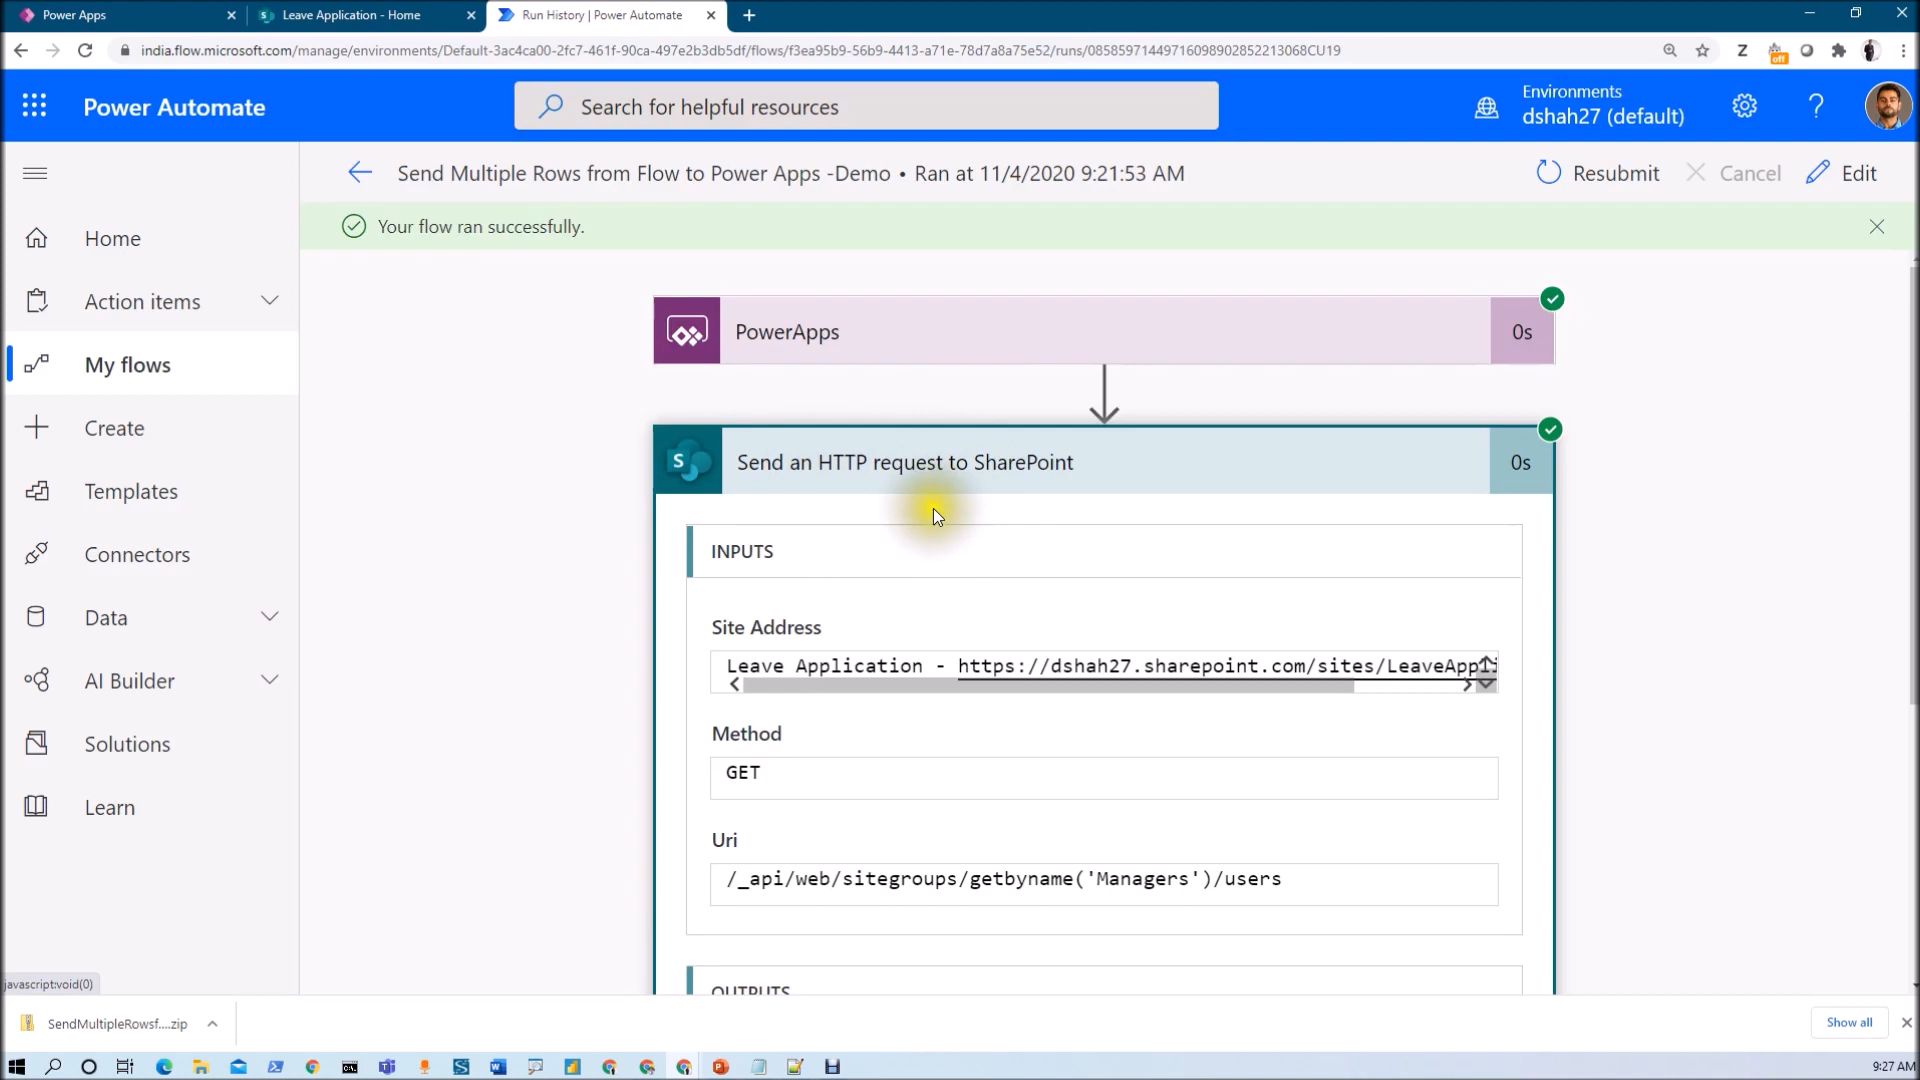 Power Apps
Leave Application - Home
Run History | Power Automate
india.flow.microsoft.com/manage/environments/Default-3ac4ca00-2fc7-461f-90ca-497e2b3db5df/flows/f3ea95b9-56b9-4413-a71e-78d7a8a75e52/runs/08585971449716098902852213068CU19
Z
off
Power Automate
Search for helpful resources
Environments
dshah27 (default)
Send Multiple Rows from Flow to Power Apps -Demo • Ran at 11/4/2020 9:21:53 AM
Resubmit
Cancel
Edit
Your flow ran successfully.
Home
Action items
My flows
Create
Templates
Connectors
Data
AI Builder
Solutions
Learn
PowerApps
0s
Send an HTTP request to SharePoint
0s
INPUTS
Site Address
Leave Application - https://dshah27.sharepoint.com/sites/LeaveAppli
Method
GET
Uri
/_api/web/sitegroups/getbyname('Managers')/users
OUTPUTS
javascript:void(0)
SendMultipleRowsf....zip
Show all
9:27 AM